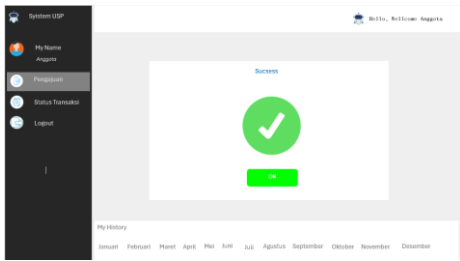 Syntem USP
Hello, Wellcome Anggota
My Name
Anggota
Pengajuan
Status Transaksi
Logout
Success
OK
My History
Januari Februari Maret April Mei Juni Juli Agustus September Oktober November Desember